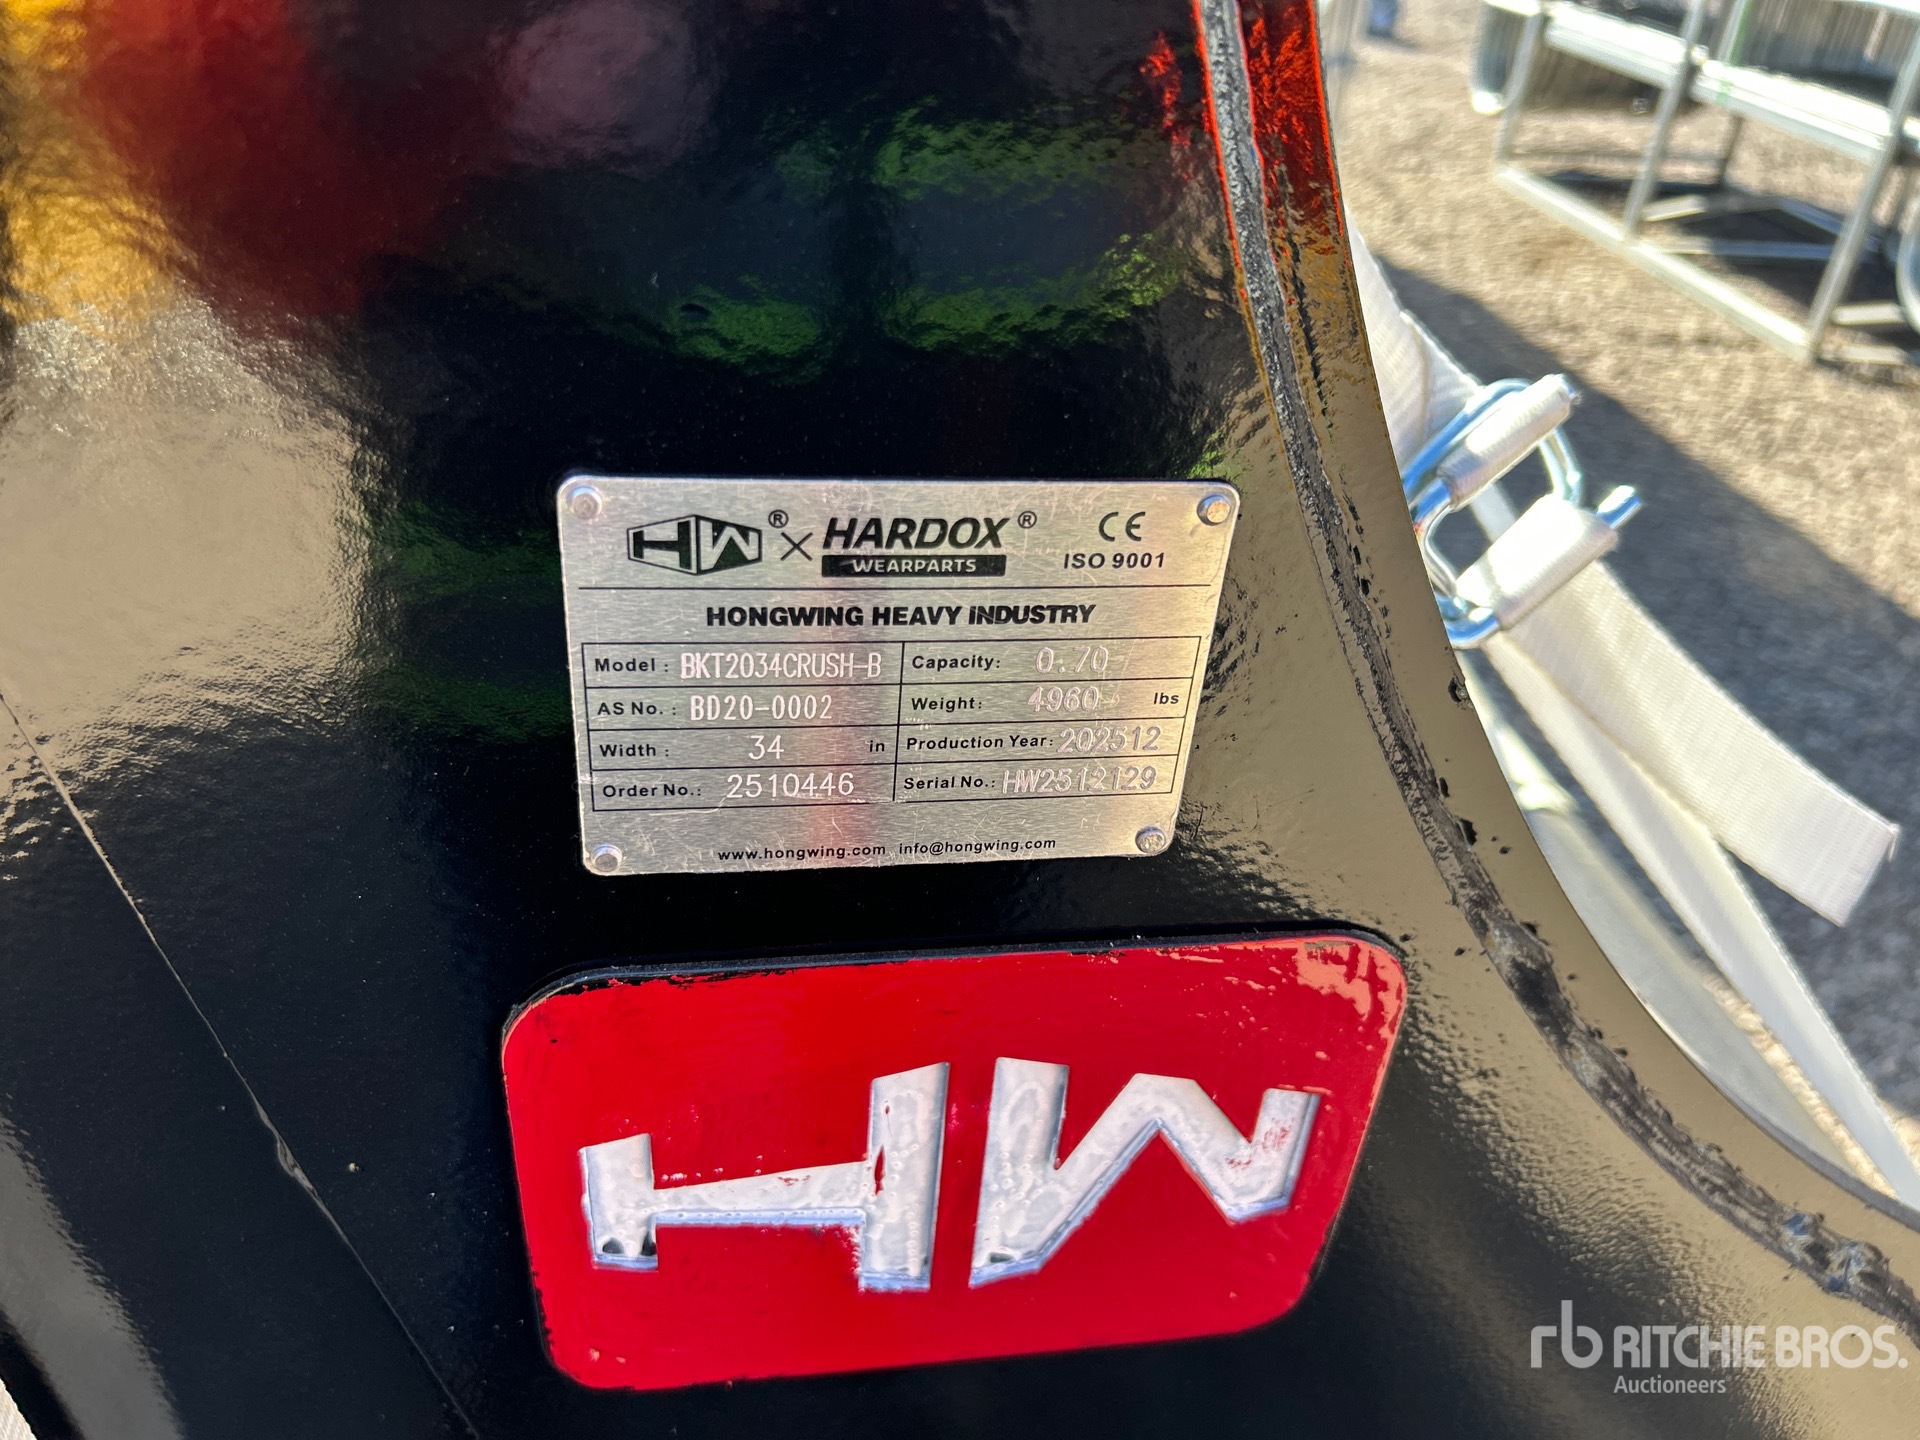 HW® × HARDOX® CE
WEARPARTS ISO 9001
HONGWING HEAVY INDUSTRY
Model : BKT2034CRUSH-B Capacity: 0.70
AS No. : BD20-0002 Weight: 4960 lbs
Width : 34 in Production Year: 202512
Order No.: 2510446 Serial No.: HW2512129
www.hongwing.com info@hongwing.com
HW
rb RITCHIE BROS.
Auctioneers